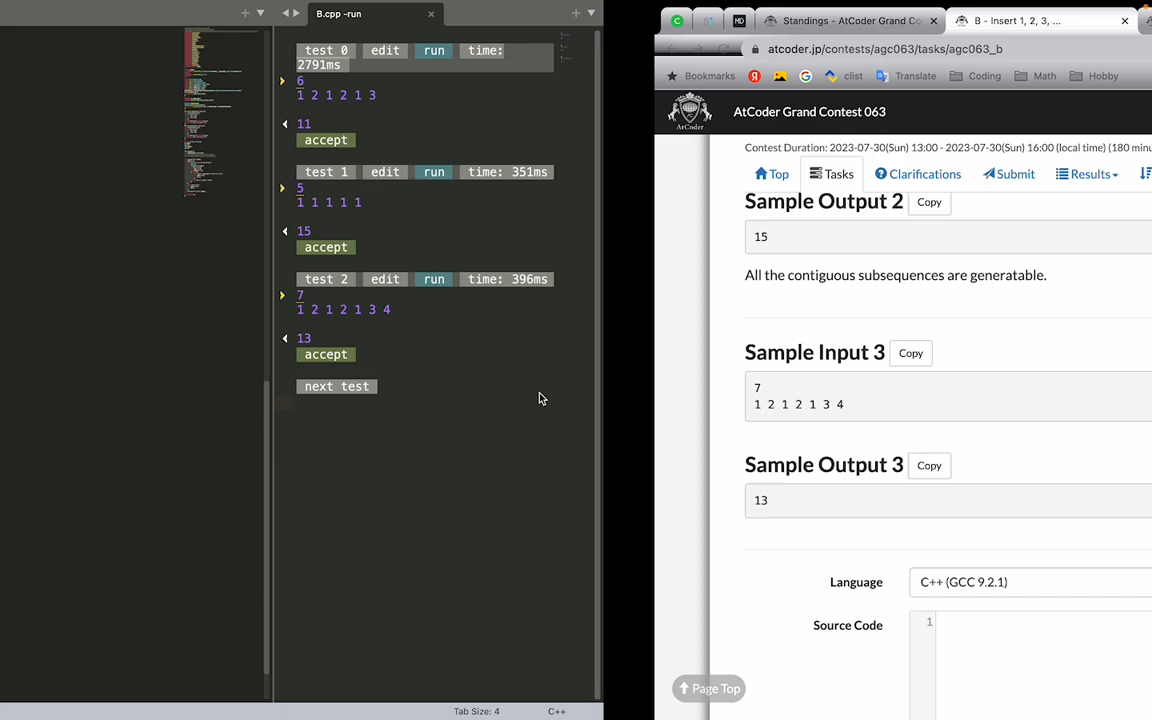 B.cpp -run
test 0 edit run time:
2791ms
6
1 2 1 2 1 3
11
accept
test 1 edit run time: 351ms
5
1 1 1 1 1
15
accept
test 2 edit run time: 396ms
7
1 2 1 2 1 3 4
13
accept
next test
Tab Size: 4 C++
Standings - AtCoder Grand Co
B - Insert 1, 2, 3, ...
atcoder.jp/contests/agc063/tasks/agc063_b
Bookmarks clist Translate Coding Math Hobby
AtCoder
AtCoder Grand Contest 063
Contest Duration: 2023-07-30(Sun) 13:00 - 2023-07-30(Sun) 16:00 (local time) (180 minu
Top Tasks Clarifications Submit Results
Sample Output 2 Copy
15
All the contiguous subsequences are generatable.
Sample Input 3 Copy
7
1 2 1 2 1 3 4
Sample Output 3 Copy
13
Language C++ (GCC 9.2.1)
Source Code 1
Page Top